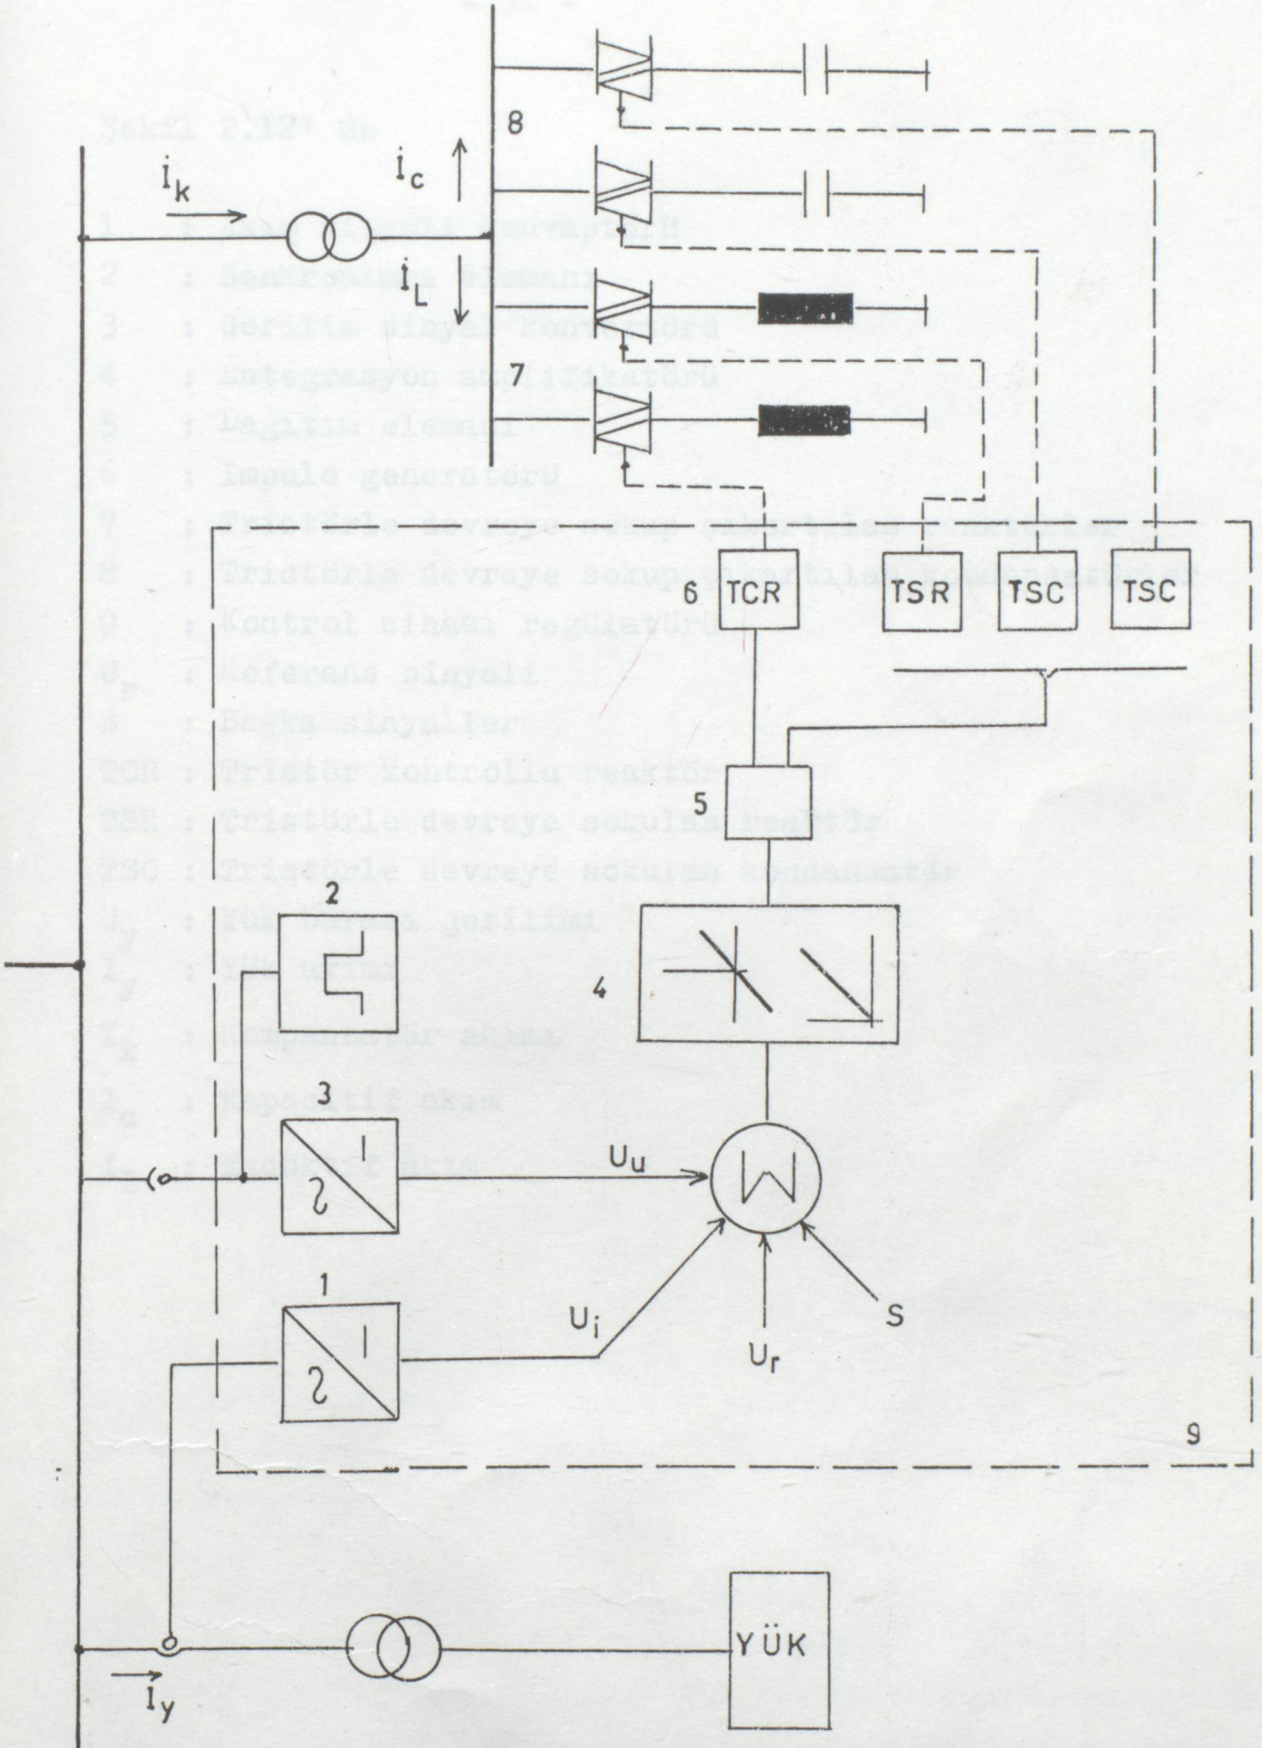 8
i_k
i_c
i_L
7
6 TCR TSR TSC TSC
5
2
4
3
U_u
1
U_i
S
U_r
9
YÜK
I_y
Şekil 2.12' de
1 : Akım sinyali konvaptörü
2 : Senkronizma elemanı
3 : Gerilim sinyal konvertörü
4 : Entegrasyon amplifikatörü
5 : Dağıtım elemanı
6 : İmpuls generatörü
7 : Tristörle devreye sokup çıkartılan reaktörler
8 : Tristörle devreye sokup çıkartılan kondansatörler
9 : Kontrol cihazı regülatörü
U_r : Referans sinyali
S : Başka sinyaller
TCR : Tristör kontrollu reaktör
TSR : Tristörle devreye sokulan reaktör
TSC : Tristörle devreye sokulan kondansatör
U_y : Yük barası gerilimi
I_y : Yük akımı
I_k : Kompansatör akımı
I_c : Kapasitif akım
I_L : Endüktif akım